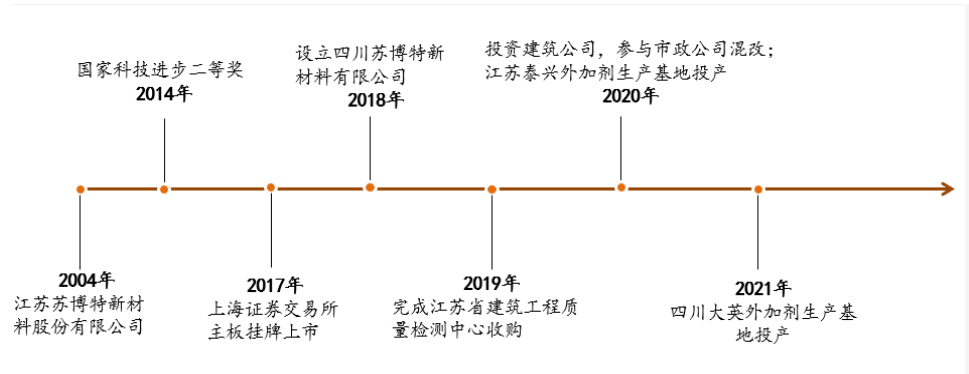 国家科技进步二等奖
2014年
设立四川苏博特新
材料有限公司
2018年
投资建筑公司，参与市政公司混改；
江苏泰兴外加剂生产基地投产
2020年
2004年
江苏苏博特新材
料股份有限公司
2017年
上海证券交易所
主板挂牌上市
2019年
完成江苏省建筑工程质
量检测中心收购
2021年
四川大英外加剂生产基
地投产